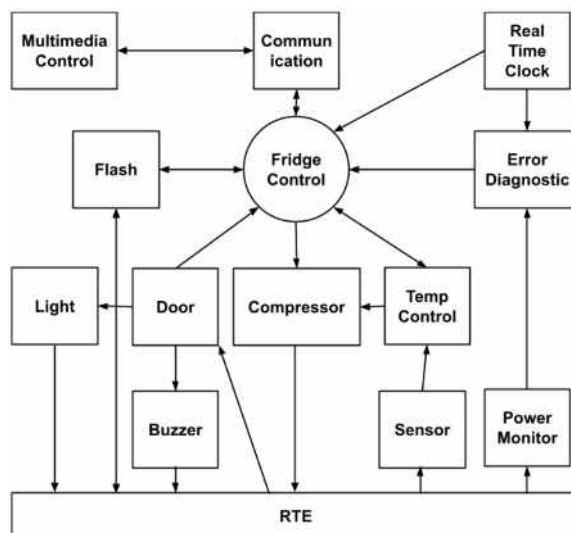 Multimedia
Control
Commun
ication
Real
Time
Clock
Flash
Fridge
Control
Error
Diagnostic
Light
Door
Compressor
Temp
Control
Buzzer
Sensor
Power
Monitor
RTE